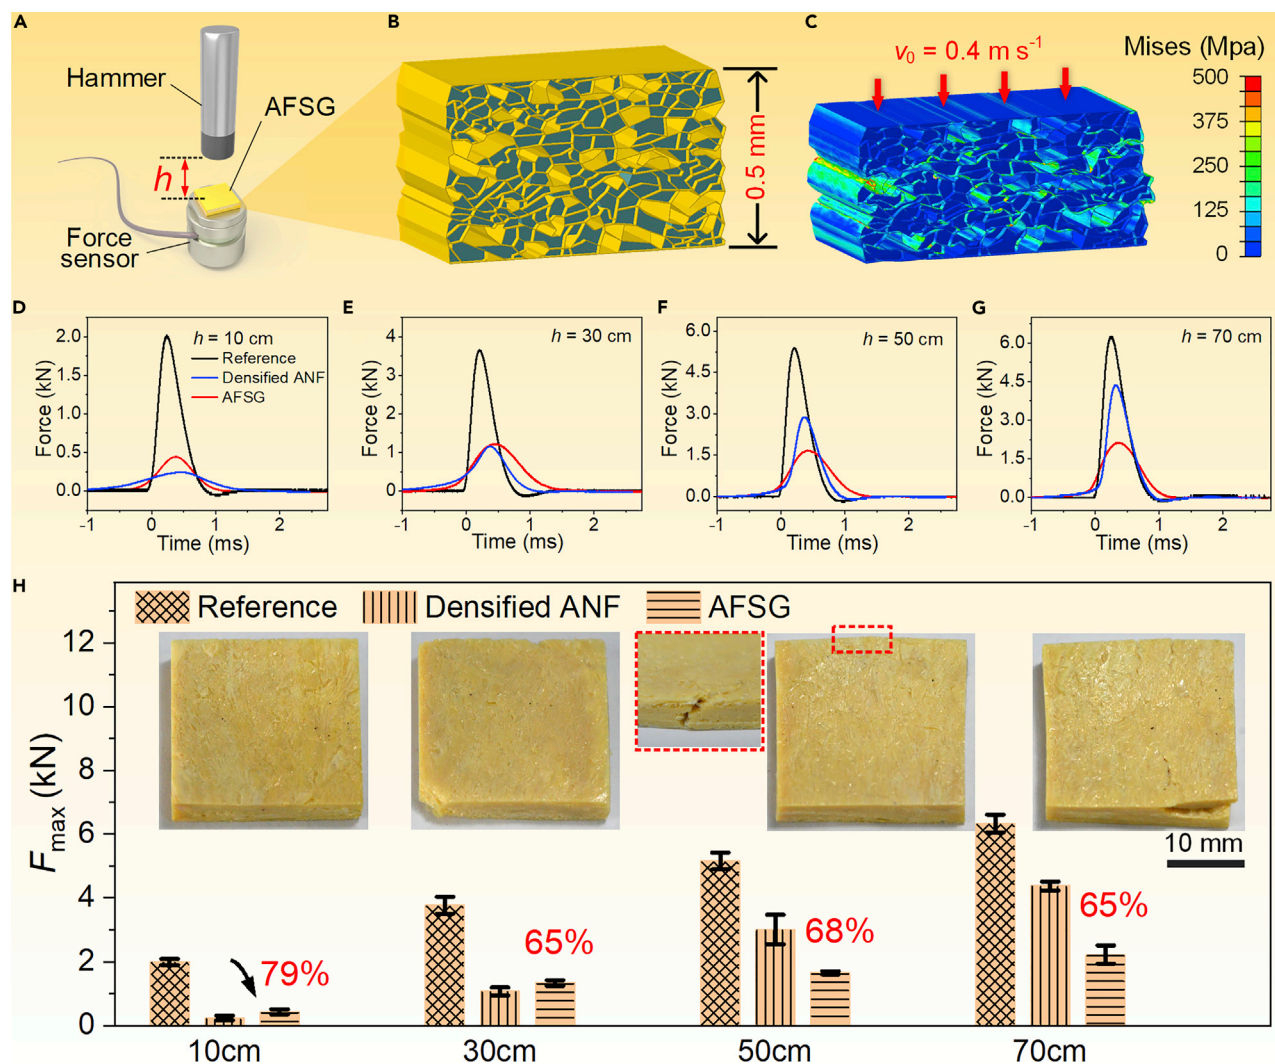 A
Hammer
AFSG
h
Force
sensor
B
0.5 mm
C
v₀ = 0.4 m s⁻¹
Mises (Mpa)
500
375
250
125
0
D
h = 10 cm
Reference
Densified ANF
AFSG
Force (kN)
2.0
1.5
1.0
0.5
0.0
-1 0 1 2
Time (ms)
E
h = 30 cm
Force (kN)
4
3
2
1
0
-1 0 1 2
Time (ms)
F
h = 50 cm
Force (kN)
6.0
4.5
3.0
1.5
0.0
-1 0 1 2
Time (ms)
G
h = 70 cm
Force (kN)
6.0
4.5
3.0
1.5
0.0
-1 0 1 2
Time (ms)
H
Reference Densified ANF AFSG
Fmax (kN)
12
10
8
6
4
2
0
79%
65%
68%
65%
10 mm
10cm 30cm 50cm 70cm